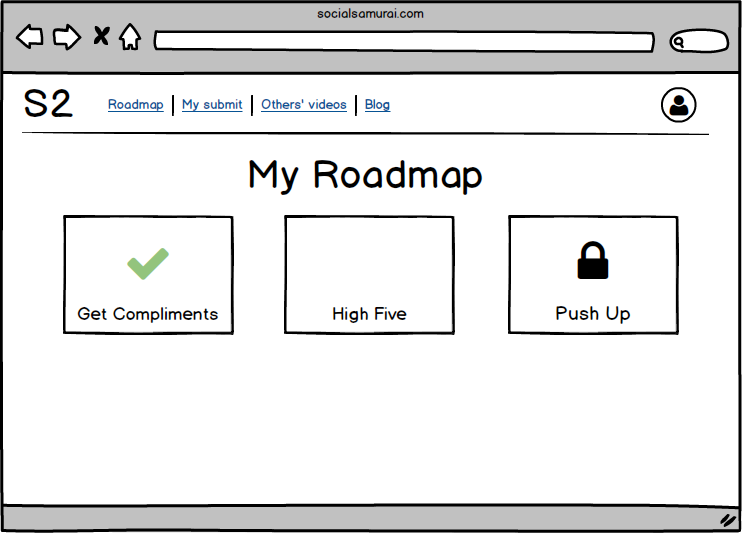 socialsamurai.com
S2
Roadmap | My submit | Others' videos | Blog
My Roadmap
Get Compliments
High Five
Push Up